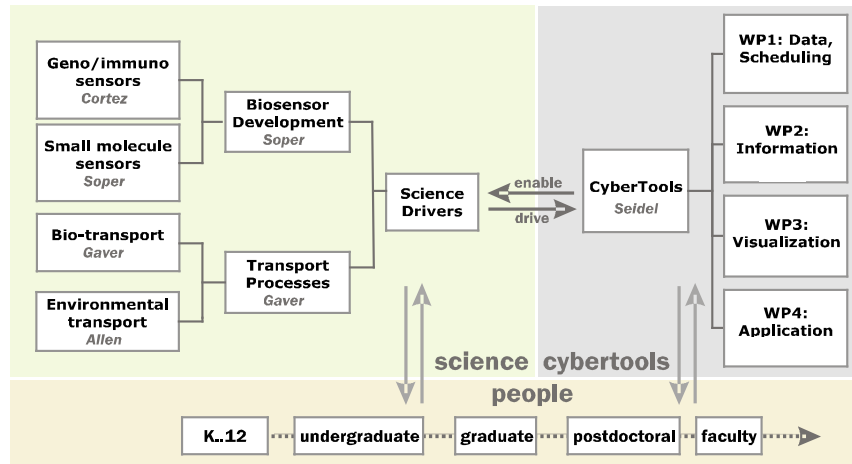 Geno/immuno
sensors
Cortez
Small molecule
sensors
Soper
Biosensor
Development
Soper
Bio-transport
Gaver
Environmental
transport
Allen
Transport
Processes
Gaver
Science
Drivers
enable
drive
CyberTools
Seidel
WP1: Data,
Scheduling
WP2:
Information
WP3:
Visualization
WP4:
Application
science cybertools
people
K..12
undergraduate
graduate
postdoctoral
faculty